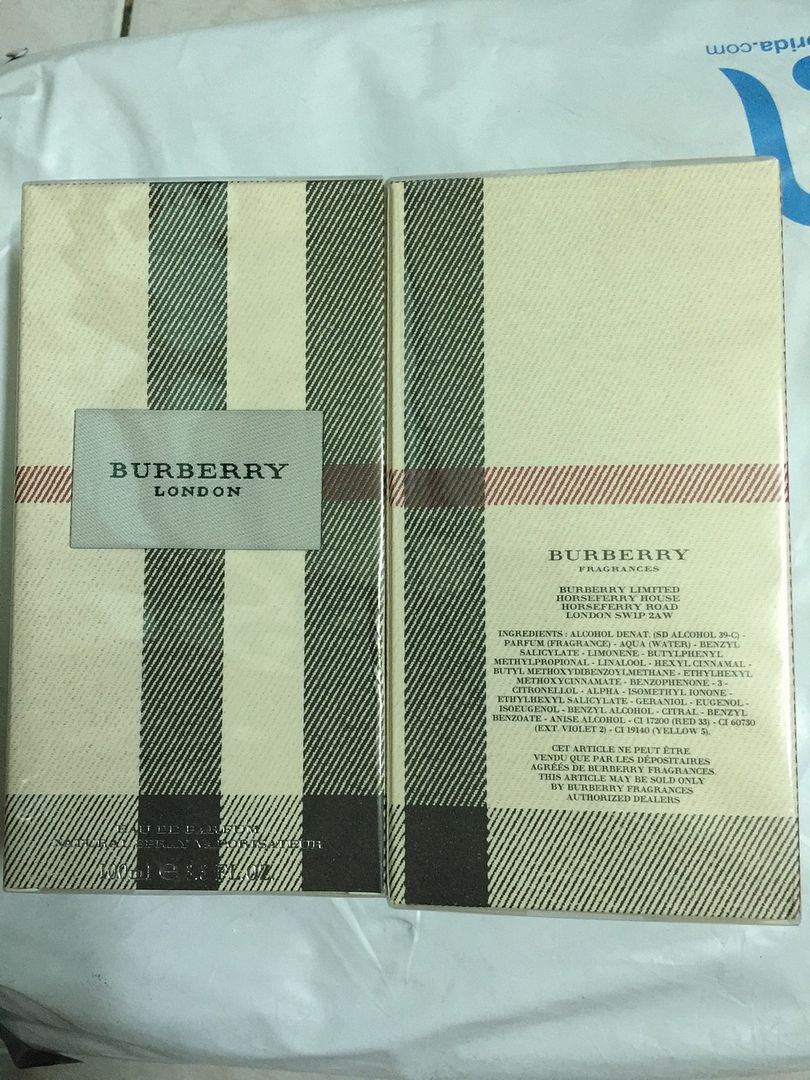 rida.com
BURBERRY
LONDON
EAU DE PARFUM
NATURAL SPRAY VAPORISATEUR
100ml e 3.3 FL.OZ.
BURBERRY
FRAGRANCES
BURBERRY LIMITED
HORSEFERRY HOUSE
HORSEFERRY ROAD
LONDON SW1P 2AW
INGREDIENTS : ALCOHOL DENAT. (SD ALCOHOL 39-C) -
PARFUM (FRAGRANCE) - AQUA (WATER) - BENZYL
SALICYLATE - LIMONENE - BUTYLPHENYL
METHYLPROPIONAL - LINALOOL - HEXYL CINNAMAL -
BUTYL METHOXYDIBENZOYLMETHANE - ETHYLHEXYL
METHOXYCINNAMATE - BENZOPHENONE - 3 -
CITRONELLOL - ALPHA - ISOMETHYL IONONE -
ETHYLHEXYL SALICYLATE - GERANIOL - EUGENOL -
ISOEUGENOL - BENZYL ALCOHOL - CITRAL - BENZYL
BENZOATE - ANISE ALCOHOL - CI 17200 (RED 33) - CI 60730
(EXT. VIOLET 2) - CI 19140 (YELLOW 5).
CET ARTICLE NE PEUT ÊTRE
VENDU QUE PAR LES DÉPOSITAIRES
AGRÉÉS DE BURBERRY FRAGRANCES.
THIS ARTICLE MAY BE SOLD ONLY
BY BURBERRY FRAGRANCES
AUTHORIZED DEALERS